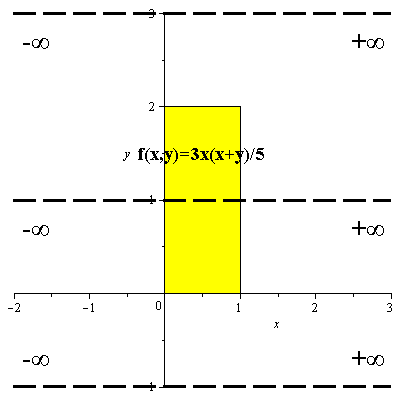 3
-∞ +∞
2
y f(x,y)=3x(x+y)/5
1
-∞ +∞
-2 -1 0 1 2 3
x
-∞ +∞
1